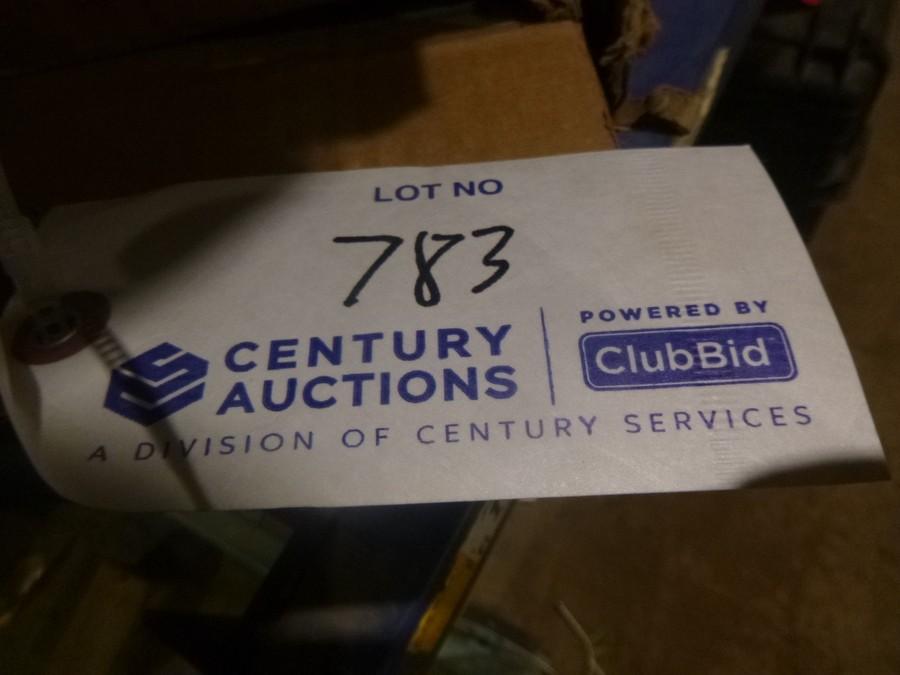 LOT NO
783
CENTURY
AUCTIONS
POWERED BY
ClubBid
A DIVISION OF CENTURY SERVICES